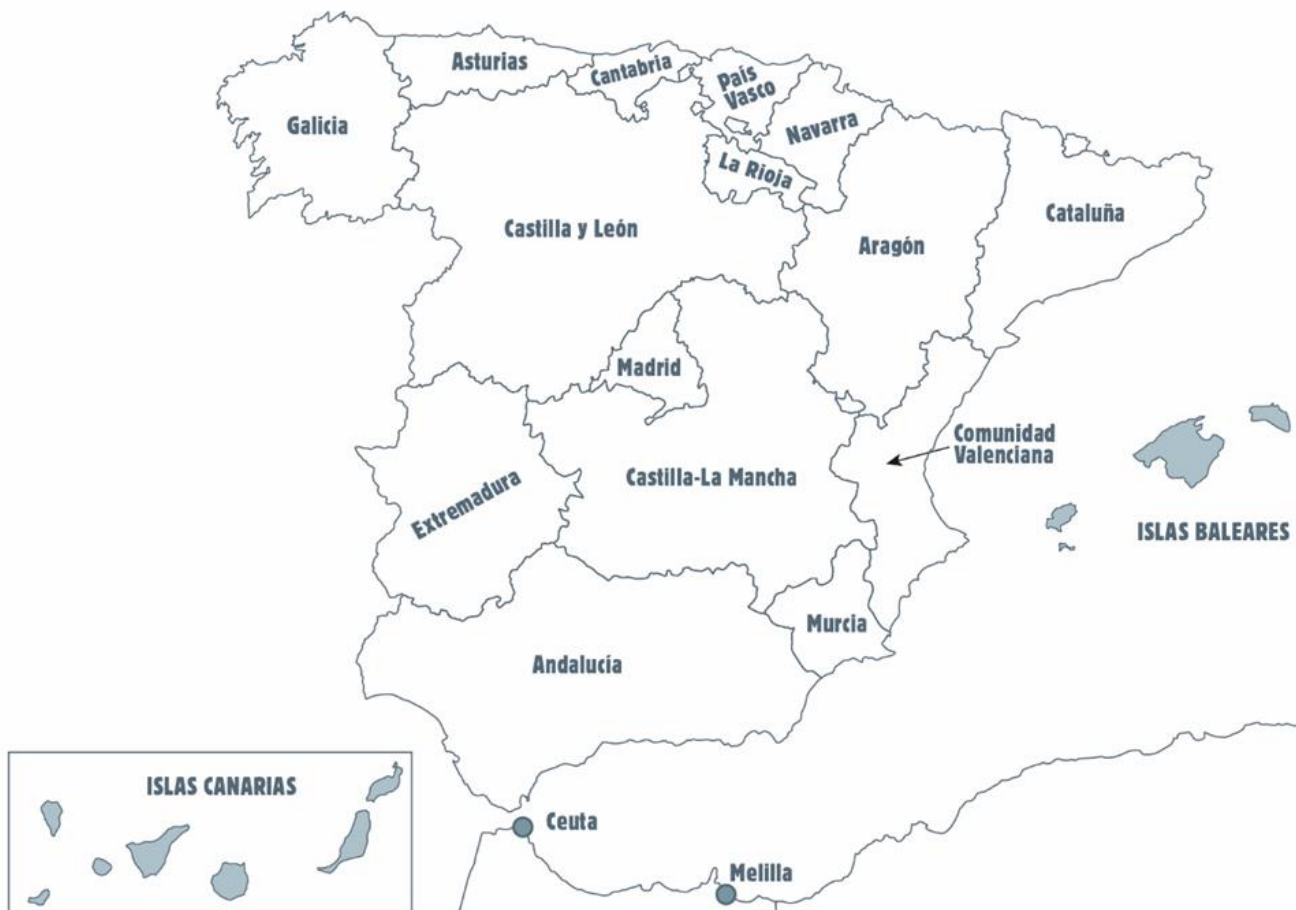 Asturias
Cantabria
País
Vasco
Galicia
Navarra
La Rioja
Castilla y León
Aragón
Cataluña
Madrid
Comunidad
Valenciana
Extremadura
Castilla-La Mancha
ISLAS BALEARES
Murcia
Andalucía
ISLAS CANARIAS
Ceuta
Melilla